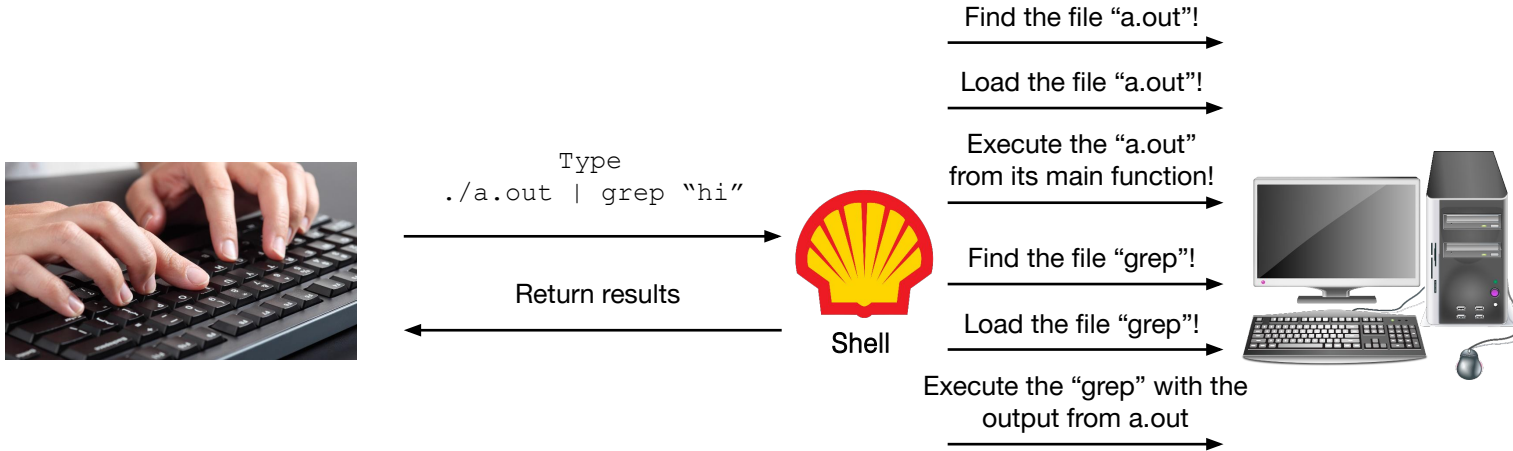 Find the file “a.out”!
Load the file “a.out”!
Execute the “a.out”
from its main function!
Type
./a.out | grep “hi”
Return results
Shell
Find the file “grep”!
Load the file “grep”!
Execute the “grep” with the
output from a.out